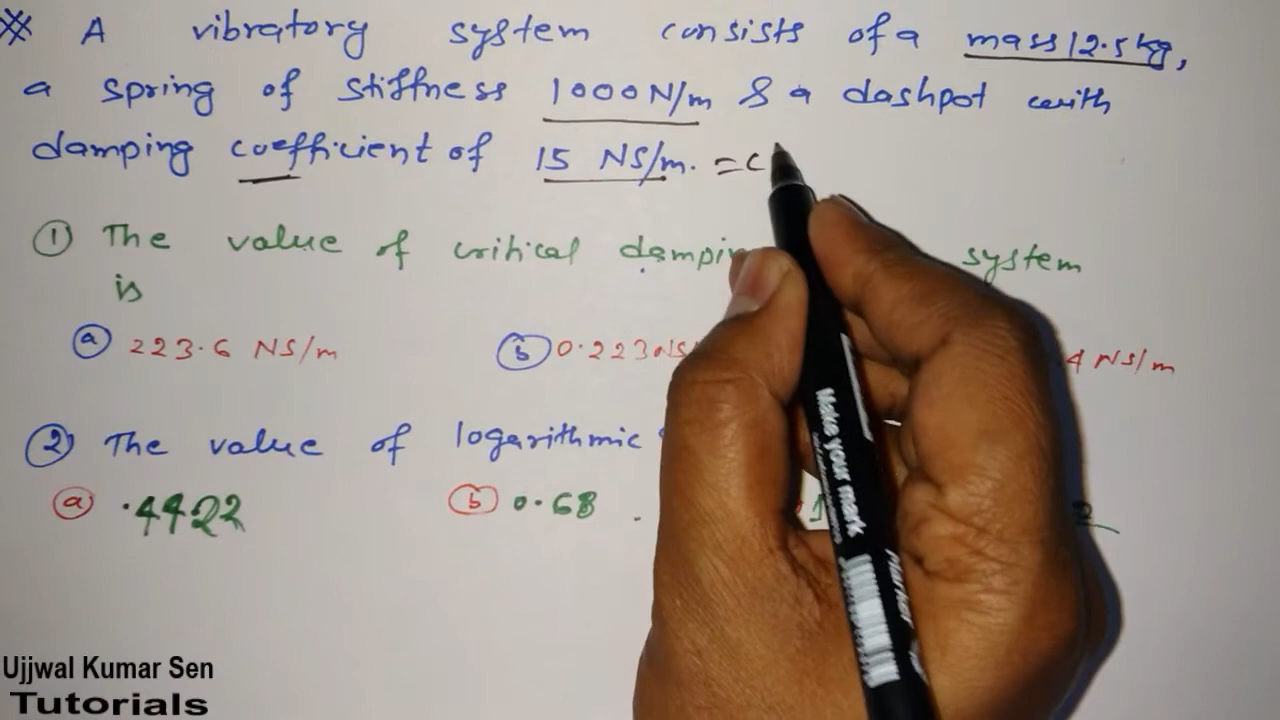 ※ A vibratory system consists of a mass 12.5 kg,
a spring of stiffness 1000 N/m & a dashpot with
damping coefficient of 15 NS/m. = c
① The value of critical system
is
ⓐ 223.6 NS/m ⓑ 0.223 4 NS/m
② The value of logarithmic
ⓐ .4422 ⓑ 0.68
Make your mark
Ujjwal Kumar Sen
Tutorials